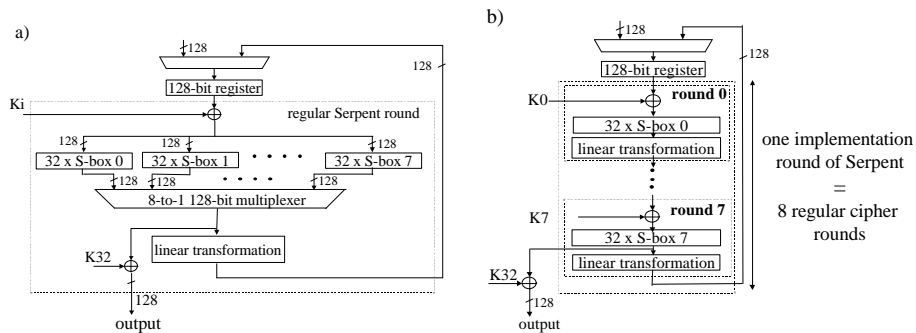 a)
128
128
128-bit register
Ki
regular Serpent round
128
128
128
32 x S-box 0
32 x S-box 1
. . . . .
32 x S-box 7
128
128
128
8-to-1 128-bit multiplexer
linear transformation
K32
128
output
b)
128
128
128-bit register
K0
round 0
32 x S-box 0
linear transformation
K7
round 7
32 x S-box 7
linear transformation
K32
128
output
one implementation
round of Serpent
=
8 regular cipher
rounds